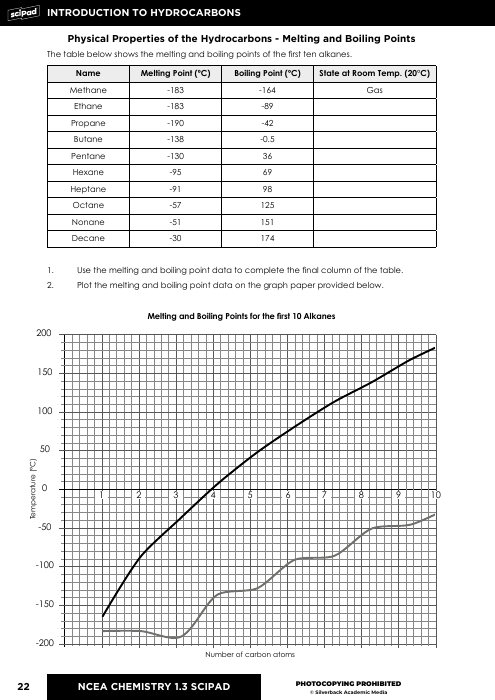 scipad INTRODUCTION TO HYDROCARBONS
Physical Properties of the Hydrocarbons - Melting and Boiling Points
The table below shows the melting and boiling points of the first ten alkanes.
Name Melting Point (°C) Boiling Point (°C) State at Room Temp. (20°C)
Methane -183 -164 Gas
Ethane -183 -89
Propane -190 -42
Butane -138 -0.5
Pentane -130 36
Hexane -95 69
Heptane -91 98
Octane -57 125
Nonane -51 151
Decane -30 174
1. Use the melting and boiling point data to complete the final column of the table.
2. Plot the melting and boiling point data on the graph paper provided below.
Melting and Boiling Points for the first 10 Alkanes
200
150
100
50
0
1 2 3 4 5 6 7 8 9 10
-50
-100
-150
-200
Temperature (°C)
Number of carbon atoms
22 NCEA CHEMISTRY 1.3 SCIPAD PHOTOCOPYING PROHIBITED
© Silverback Academic Media